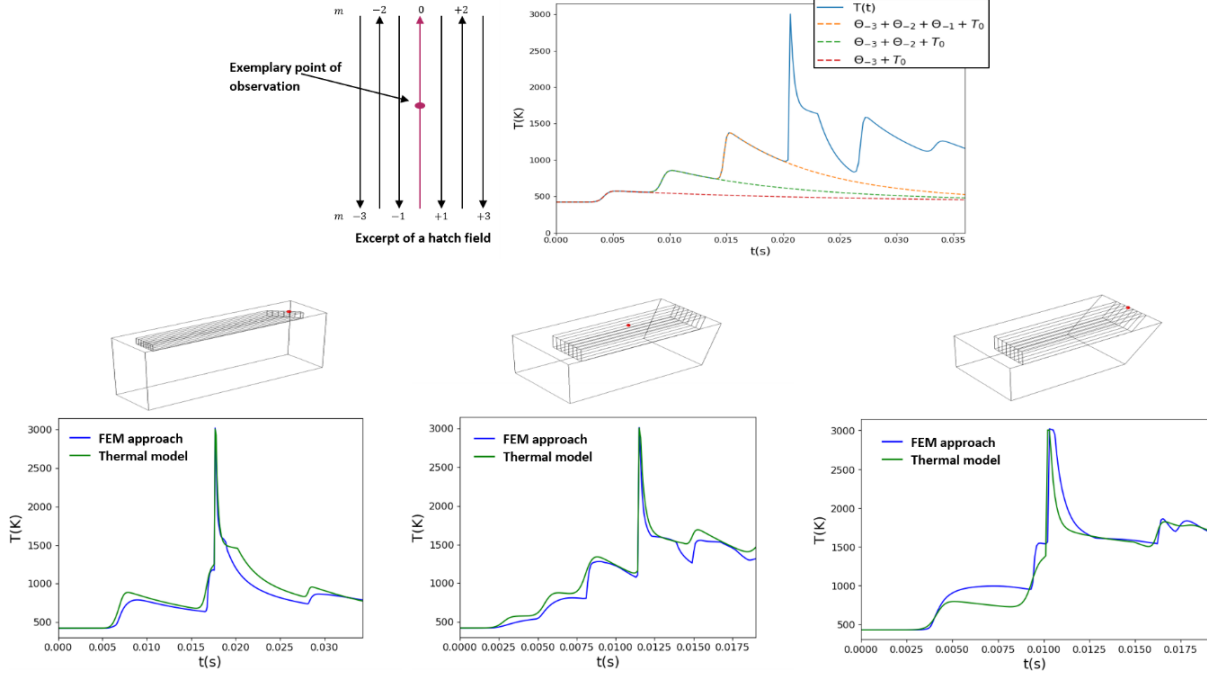 m −2 0 +2
Exemplary point of
observation
m −3 −1 +1 +3
Excerpt of a hatch field
T(t)
Θ₋₃ + Θ₋₂ + Θ₋₁ + T₀
Θ₋₃ + Θ₋₂ + T₀
Θ₋₃ + T₀
T(K)
3000
2500
2000
1500
1000
500
0
0.000 0.005 0.010 0.015 0.020 0.025 0.030 0.035
t(s)
FEM approach
Thermal model
T(K)
3000
2500
2000
1500
1000
500
0.000 0.005 0.010 0.015 0.020 0.025 0.030
t(s)
FEM approach
Thermal model
T(K)
3000
2500
2000
1500
1000
500
0.0000 0.0025 0.0050 0.0075 0.0100 0.0125 0.0150 0.0175
t(s)
FEM approach
Thermal model
T(K)
3000
2500
2000
1500
1000
500
0.0000 0.0025 0.0050 0.0075 0.0100 0.0125 0.0150 0.0175
t(s)